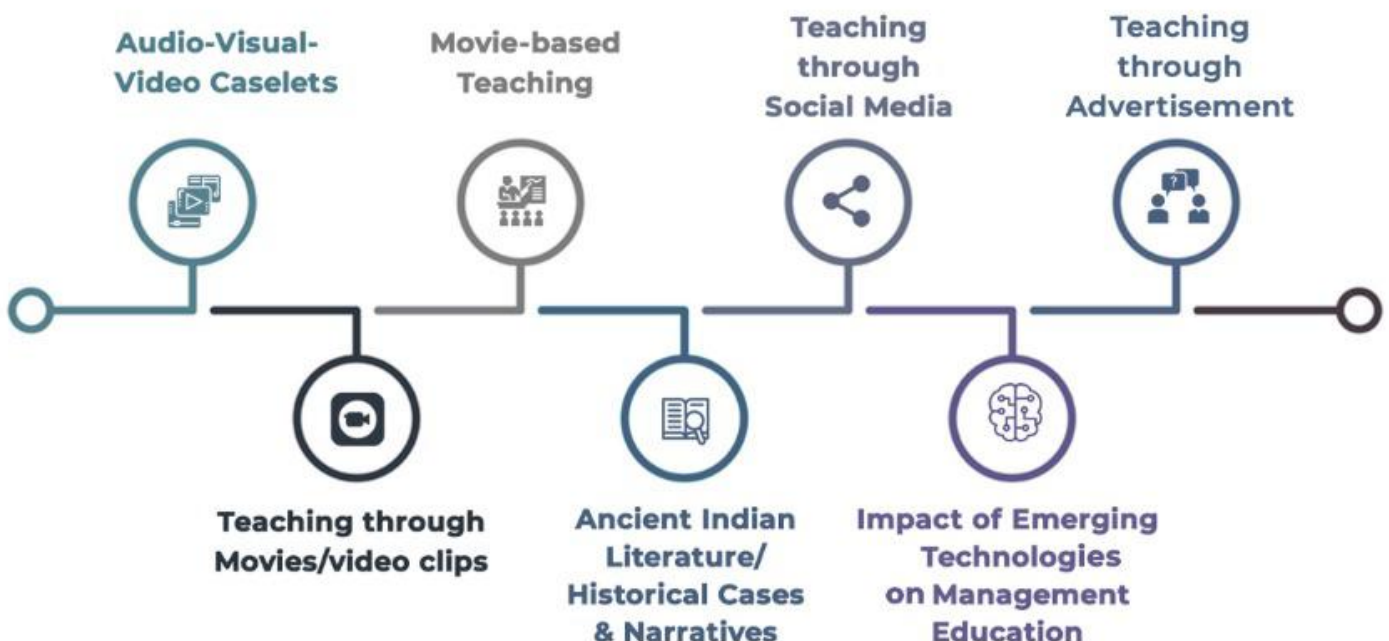 Audio-Visual-
Video Caselets
Movie-based
Teaching
Teaching
through
Social Media
Teaching
through
Advertisement
?
Teaching through
Movies/video clips
Ancient Indian
Literature/
Historical Cases
& Narratives
Impact of Emerging
Technologies
on Management
Education